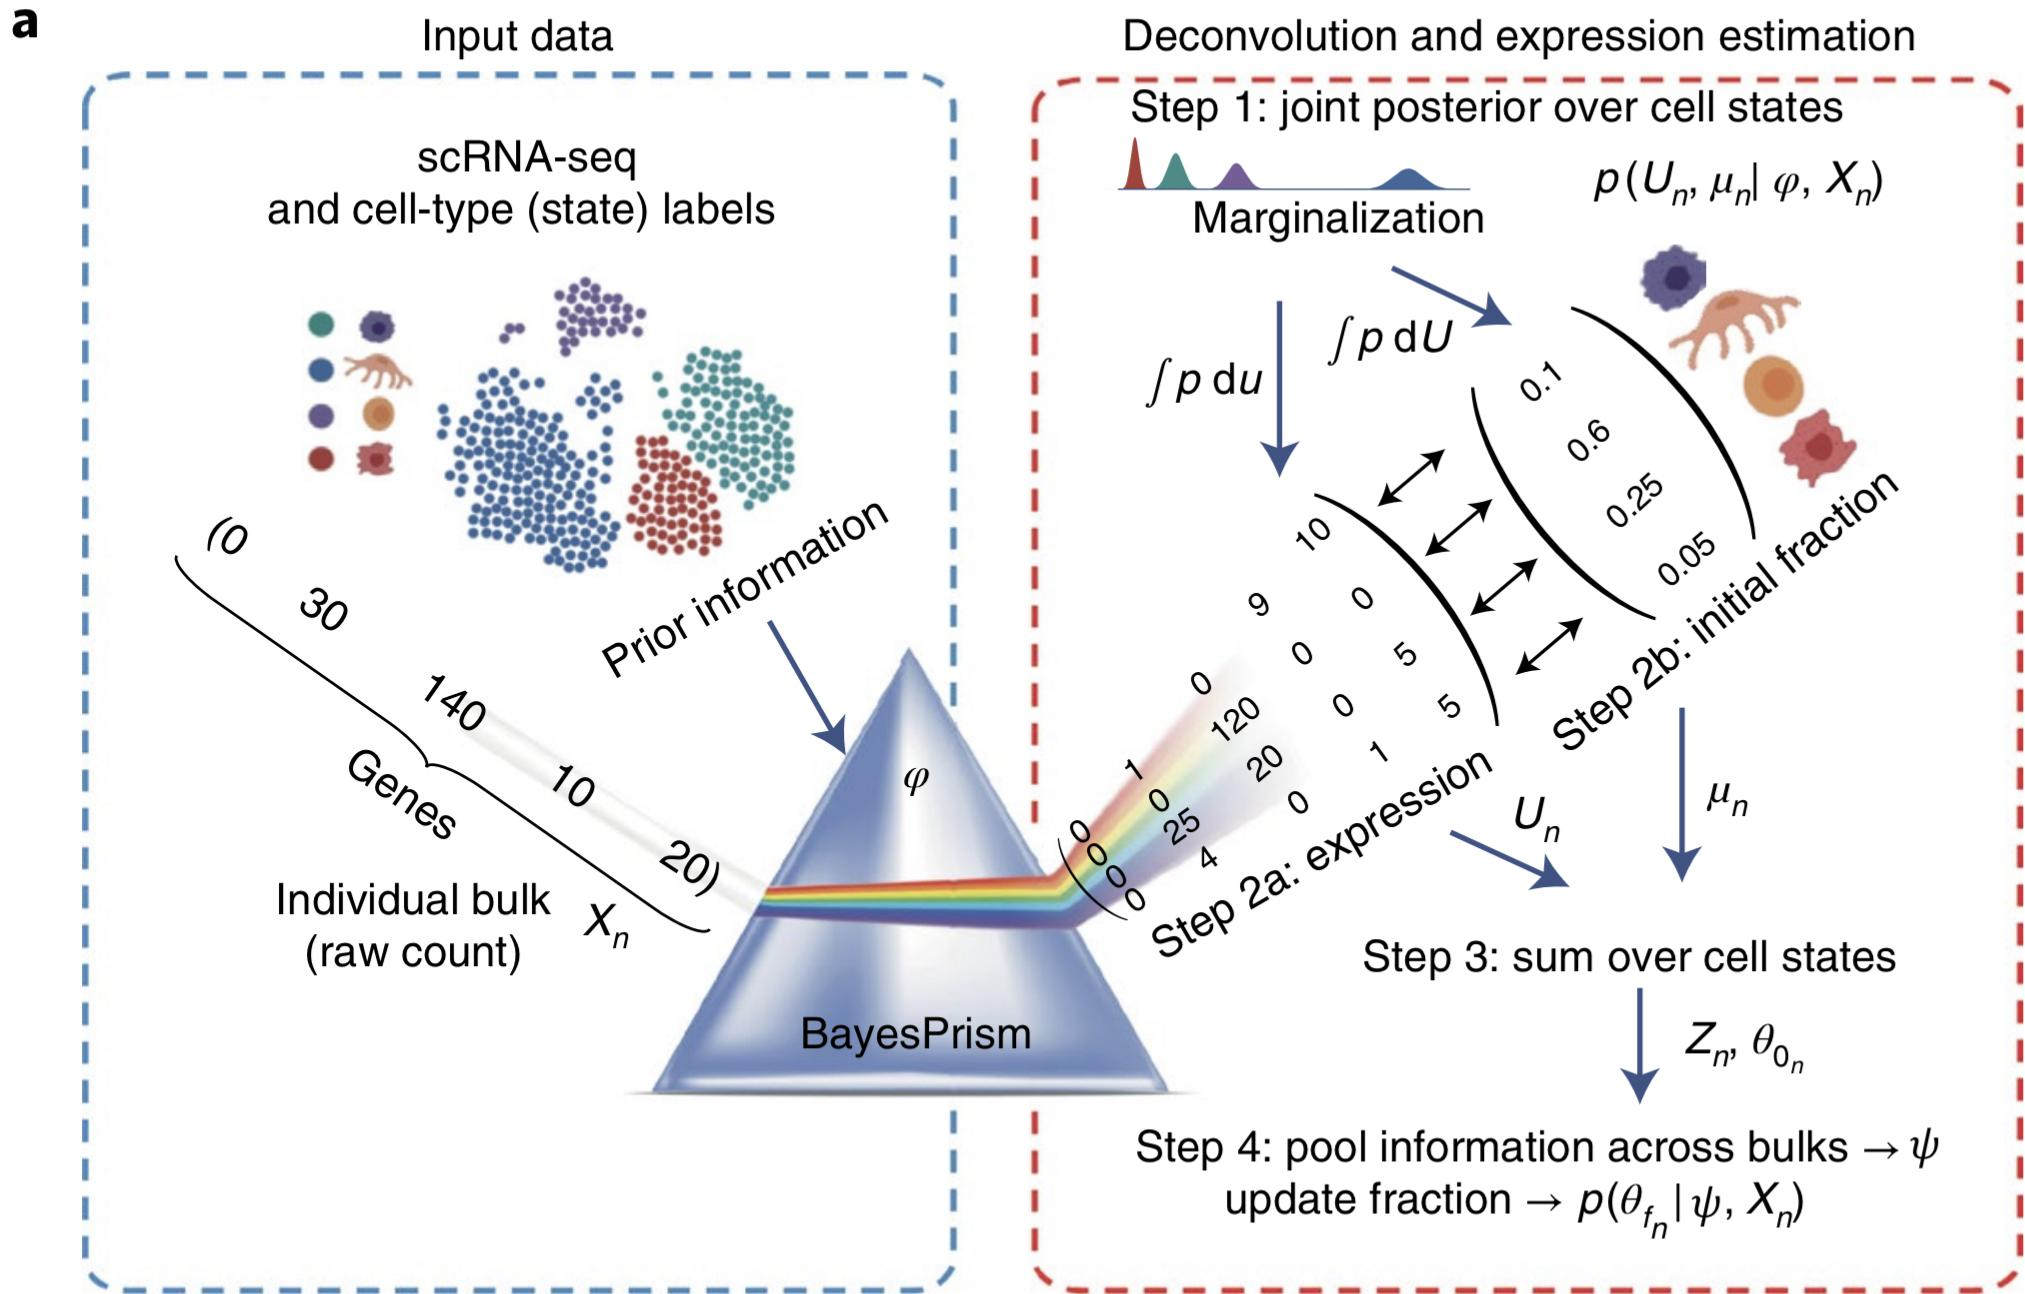 a
Input data
scRNA-seq
and cell-type (state) labels
(0 30 140 10 20)
Genes
Individual bulk
(raw count)
Xₙ
Prior information
φ
BayesPrism
Deconvolution and expression estimation
Step 1: joint posterior over cell states
p(Uₙ, μₙ| φ, Xₙ)
Marginalization
∫p du
∫p dU
0 1 0 9 10
0 0 120 0 0
0 25 20 0 5
0 4 0 1 5
Step 2a: expression
0.1
0.6
0.25
0.05
Step 2b: initial fraction
Uₙ
μₙ
Step 3: sum over cell states
Zₙ, θ₀ₙ
Step 4: pool information across bulks → ψ
update fraction → p(θfₙ | ψ, Xₙ)